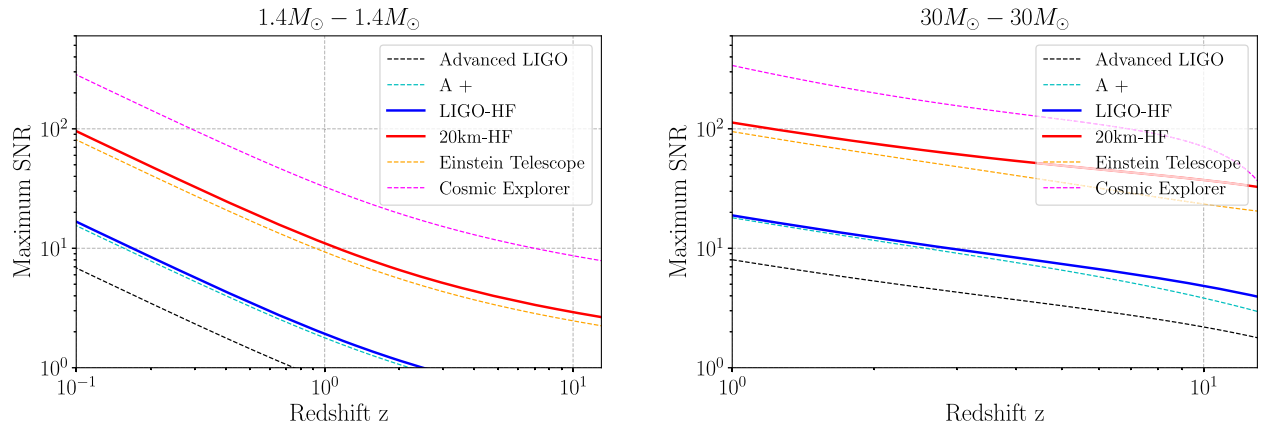 1.4M⊙ − 1.4M⊙
Maximum SNR
10²
10¹
10⁰
10⁻¹
10⁰
10¹
Redshift z
Advanced LIGO
A +
LIGO-HF
20km-HF
Einstein Telescope
Cosmic Explorer
30M⊙ − 30M⊙
Maximum SNR
10²
10¹
10⁰
10⁰
10¹
Redshift z
Advanced LIGO
A +
LIGO-HF
20km-HF
Einstein Telescope
Cosmic Explorer